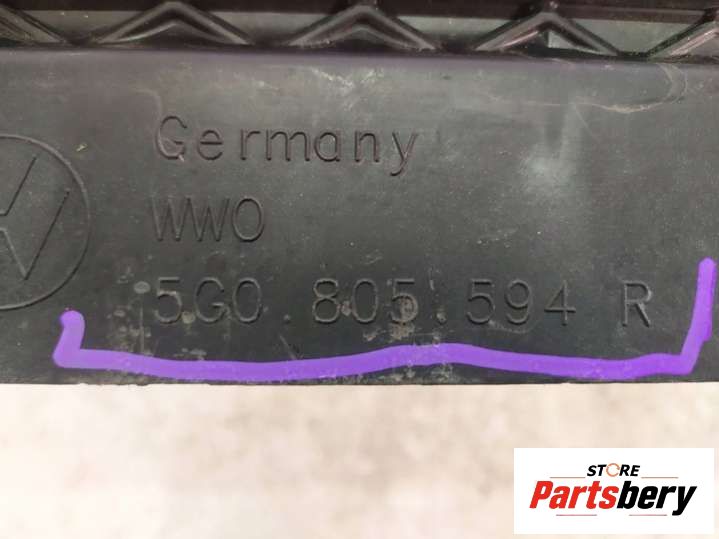 Germany
WWO
5G0.805.594 R
STORE
Partsbery